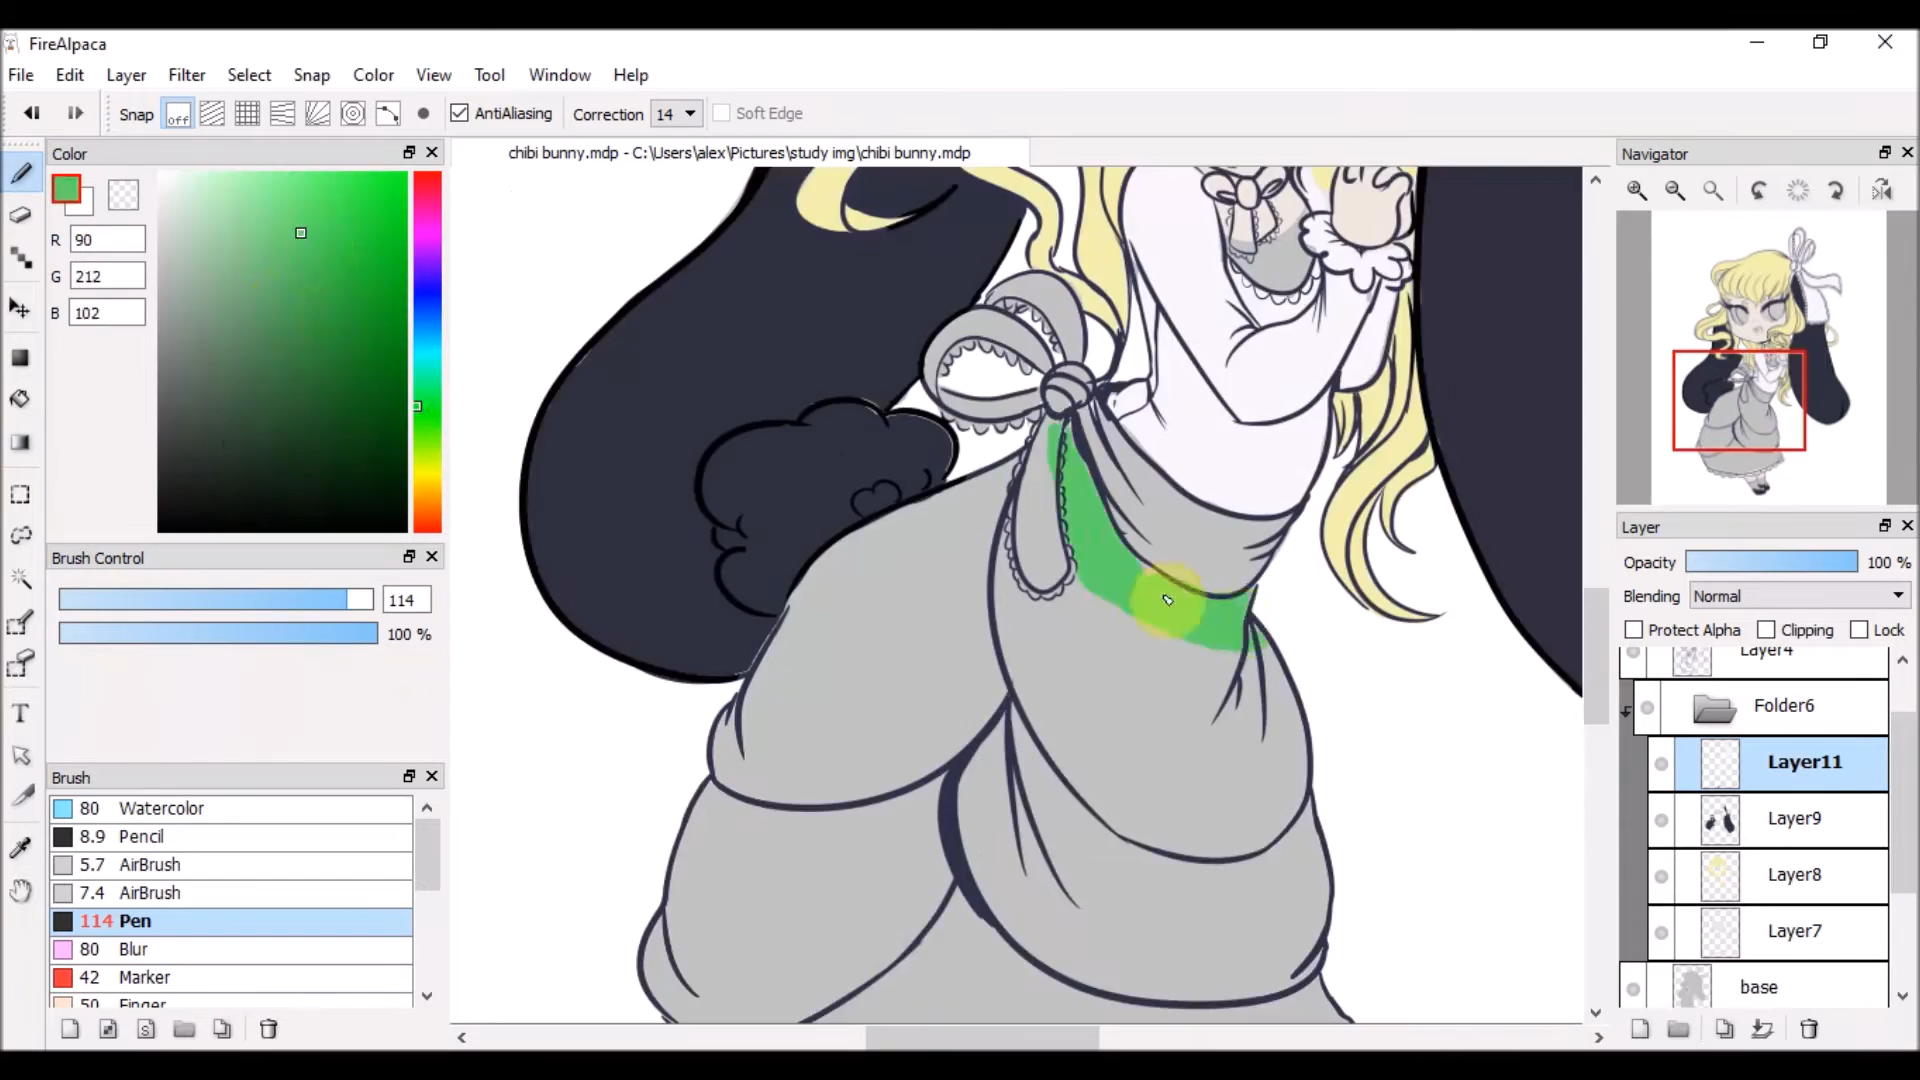 FireAlpaca
File Edit Layer Filter Select Snap Color View Tool Window Help
Snap off AntiAliasing Correction 14 Soft Edge
Color
chibi bunny.mdp - C:\Users\alex\Pictures\study img\chibi bunny.mdp
Navigator
R 90
G 212
B 102
Brush Control
114
100 %
Brush
80 Watercolor
8.9 Pencil
5.7 AirBrush
7.4 AirBrush
114 Pen
80 Blur
42 Marker
50 Finger
Layer
Opacity 100 %
Blending Normal
Protect Alpha Clipping Lock
Layer4
Folder6
Layer11
Layer9
Layer8
Layer7
base